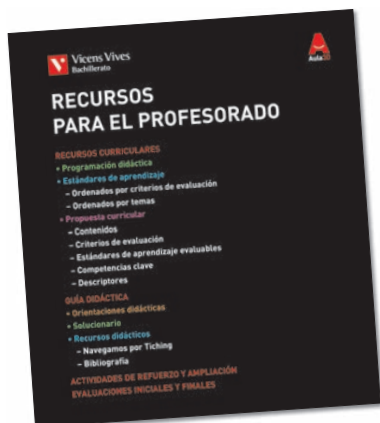 Vicens Vives
Bachillerato
Aula3D
RECURSOS
PARA EL PROFESORADO
RECURSOS CURRICULARES
• Programación didáctica
• Estándares de aprendizaje
– Ordenados por criterios de evaluación
– Ordenados por temas
• Propuesta curricular
– Contenidos
– Criterios de evaluación
– Estándares de aprendizaje evaluables
– Competencias clave
– Descriptores
GUÍA DIDÁCTICA
• Orientaciones didácticas
• Solucionario
• Recursos didácticos
– Navegamos por Tiching
– Bibliografía
ACTIVIDADES DE REFUERZO Y AMPLIACIÓN
EVALUACIONES INICIALES Y FINALES